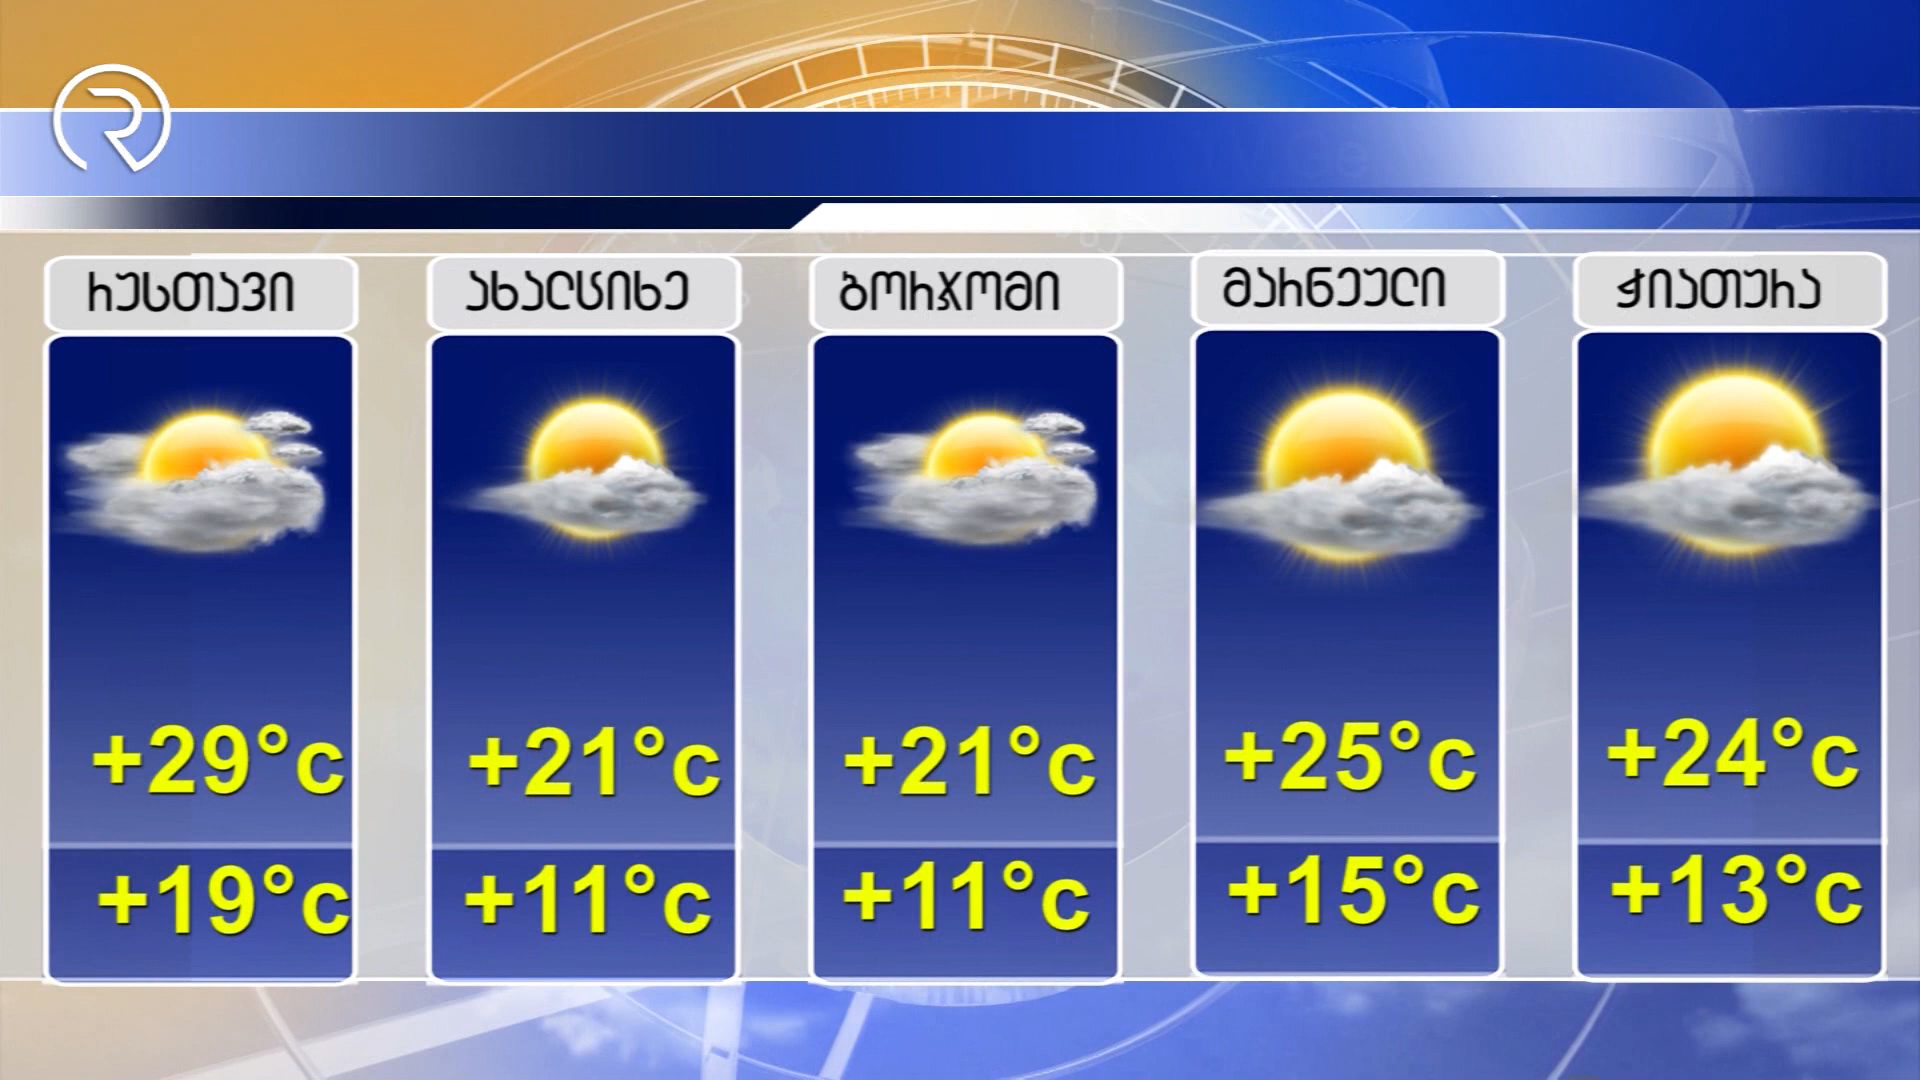 რუსთავი
+29°c
+19°c
ახალციხე
+21°c
+11°c
ბორჯომი
+21°c
+11°c
მარნეული
+25°c
+15°c
ჭიათურა
+24°c
+13°c